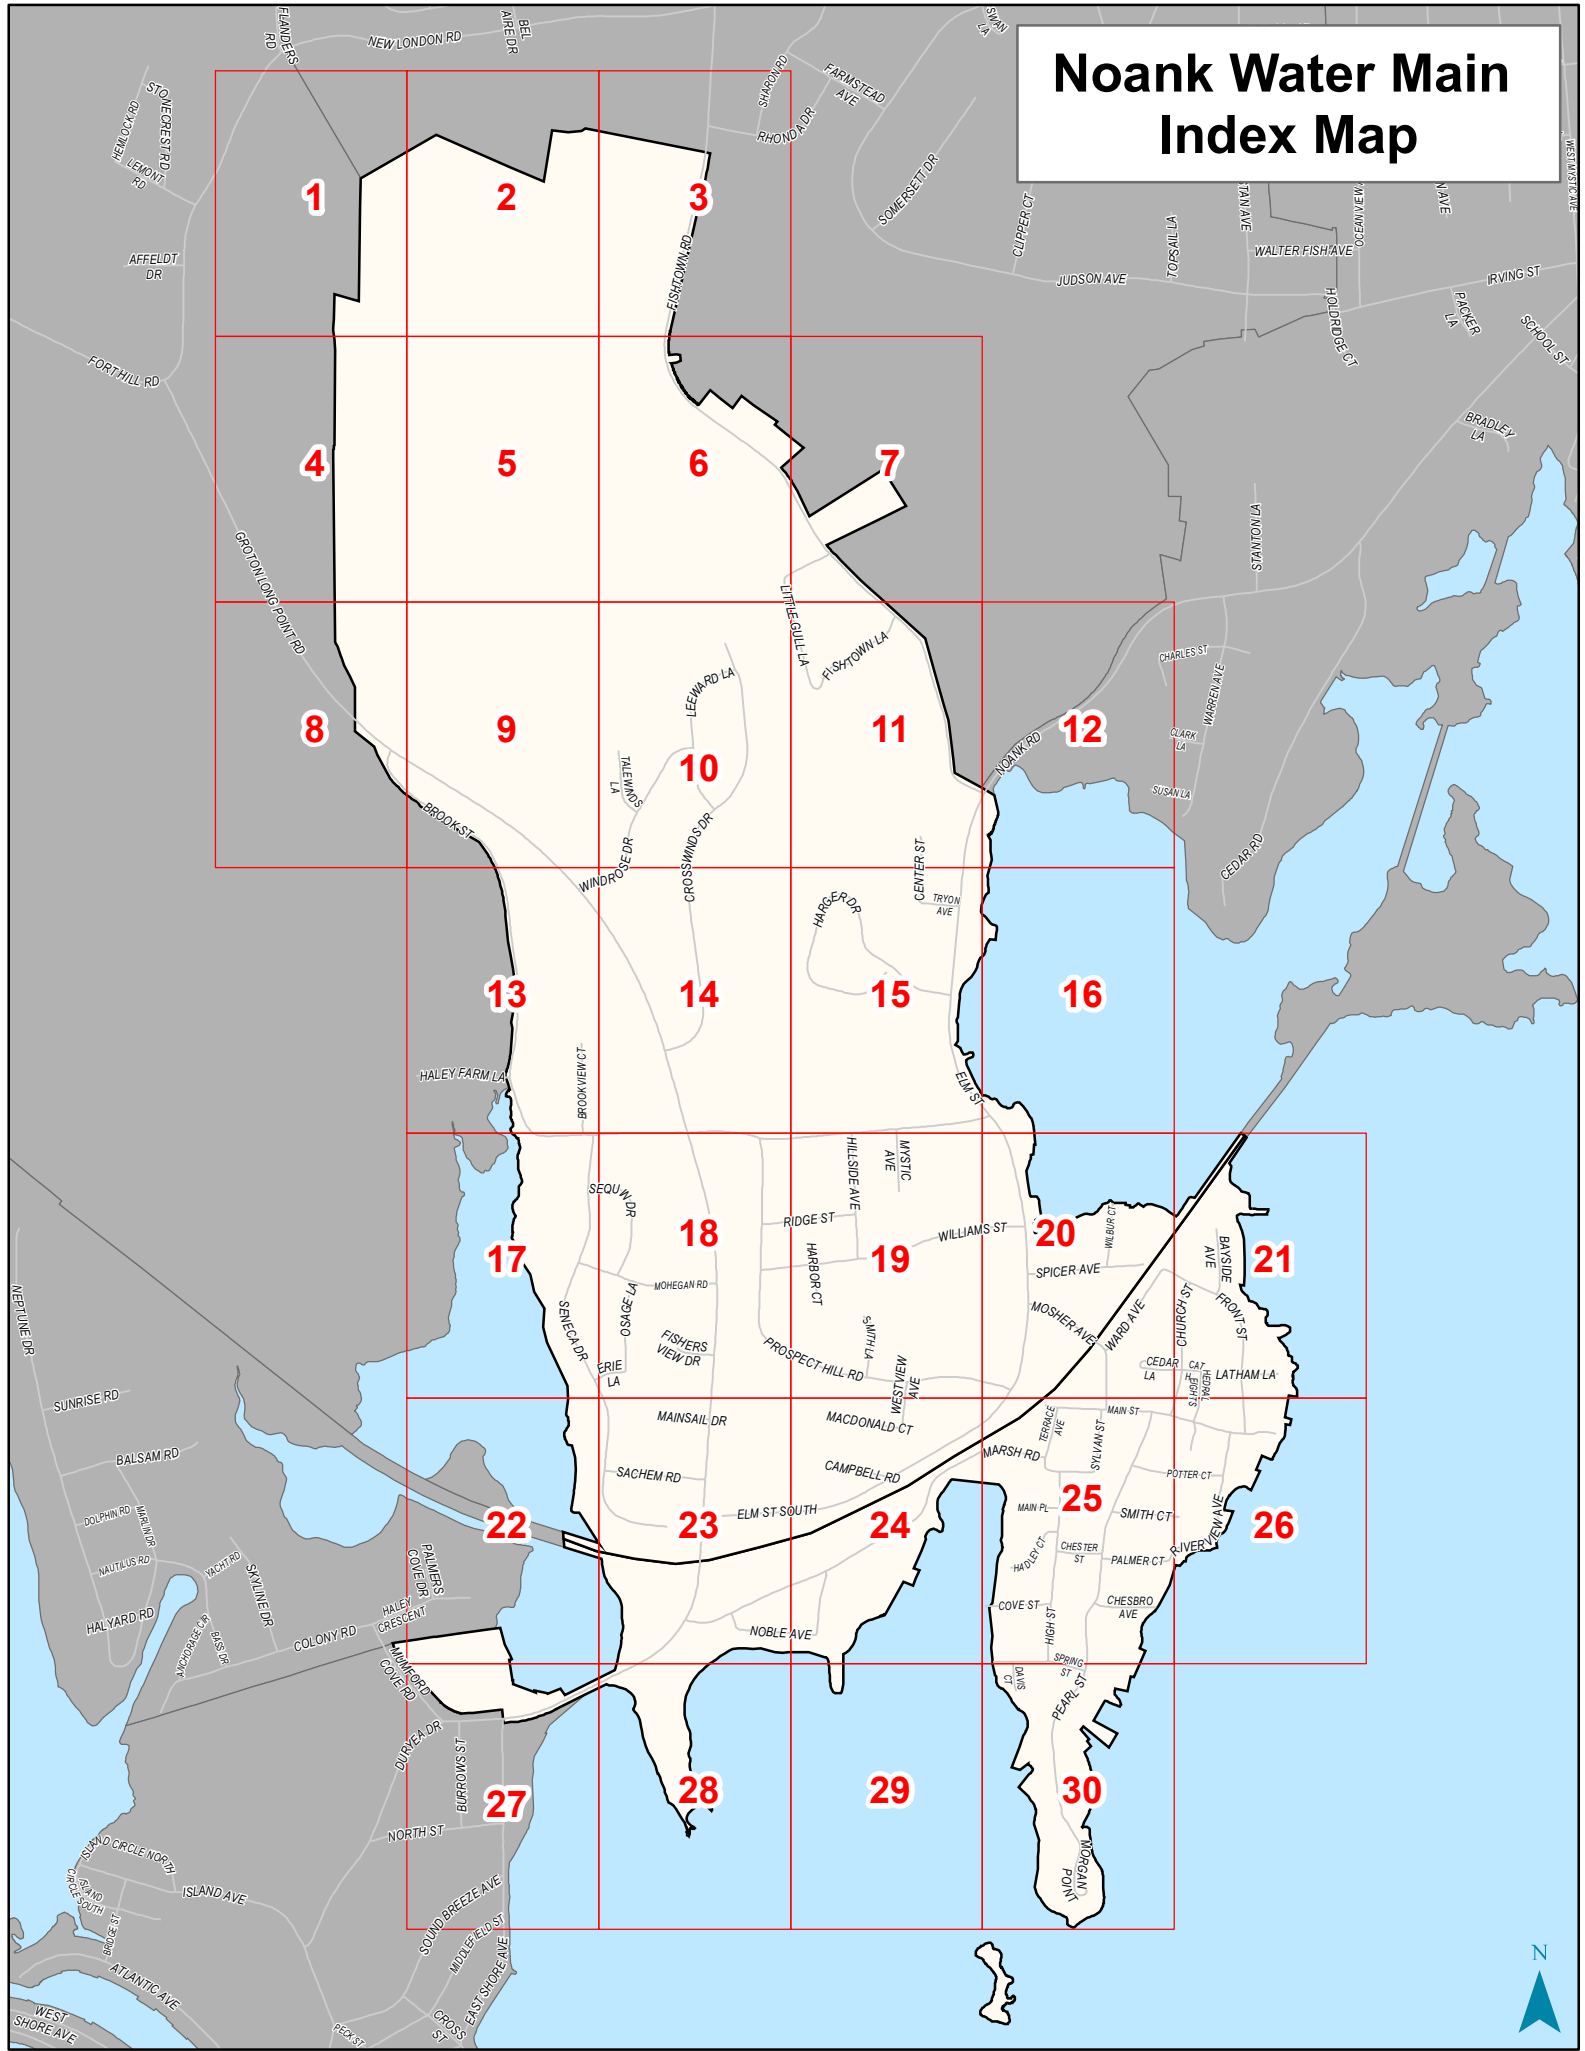 Noank Water Main
Index Map
FLANDERS
RD
NEW LONDON RD
BEL
AIRE DR
SWAN
LA
SHARON RD
FARMSTEAD
AVE
RHONDA DR
STONECREST RD
HEMLOCK RD
LEMONT
RD
SOMERSETT DR
CLIPPER CT
TOPSAIL LA
STAN AVE
OCEAN VIEW
N AVE
WEST MYSTIC AVE
WALTER FISH AVE
JUDSON AVE
IRVING ST
AFFELDT
DR
1
2
3
FISHTOWN RD
HOLDRIDGE CT
PACKER
LA
SCHOOL ST
FORT HILL RD
BRADLEY
LA
4
5
6
7
GROTON LONG POINT RD
STANTON LA
LITTLE GULL LA
FISHTOWN LA
LEEWARD LA
CHARLES ST
WARREN AVE
8
9
10
11
12
NOANK RD
CLARK
LA
TALEWINDS
LA
SUSAN LA
BROOK ST
WINDROSE DR
CROSSWINDS DR
CENTER ST
CEDAR RD
HARGER DR
TRYON
AVE
13
14
15
16
HALEY FARM LA
BROOKVIEW CT
ELM ST
HILLSIDE AVE
MYSTIC
AVE
SEQUIN DR
RIDGE ST
WILLIAMS ST
WILBUR CT
17
18
19
20
21
HARBOR CT
SPICER AVE
BAYSIDE
AVE
MOHEGAN RD
NEPTUNE DR
SENECA DR
OSAGE LA
FISHERS
VIEW DR
SMITH LA
MOSHER AVE
WARD AVE
CHURCH ST
FRONT ST
PROSPECT HILL RD
ERIE
LA
WESTVIEW
AVE
CEDAR
LA
CATHEDRAL
HEIGHTS
LATHAM LA
SUNRISE RD
MAINSAIL DR
MACDONALD CT
TERRACE
AVE
MAIN ST
SYLVAN ST
BALSAM RD
SACHEM RD
CAMPBELL RD
MARSH RD
POTTER CT
DOLPHIN RD
MARLIN DR
ELM ST SOUTH
22
23
24
25
26
MAIN PL
SMITH CT
RIVERVIEW AVE
NAUTILUS RD
YACHT RD
SKYLINE DR
PALMERS
COVE DR
HADLEY CT
CHESTER
ST
PALMER CT
HALYARD RD
HALEY
CRESCENT
COVE ST
CHESBRO
AVE
ANCHORAGE CIR
BASS DR
COLONY RD
NOBLE AVE
HIGH ST
MUMFORD
COVE RD
SPRING
ST
DAVIS
CT
PEARL ST
DURYEA DR
BURROWS ST
27
28
29
30
NORTH ST
ISLAND CIRCLE NORTH
ISLAND
CIRCLE SOUTH
ISLAND AVE
MORGAN
POINT
BRIDGE ST
SOUND BREEZE AVE
MIDDLEFIELD ST
EAST SHORE AVE
ATLANTIC AVE
WEST
SHORE AVE
PECK ST
CROSS
ST
N